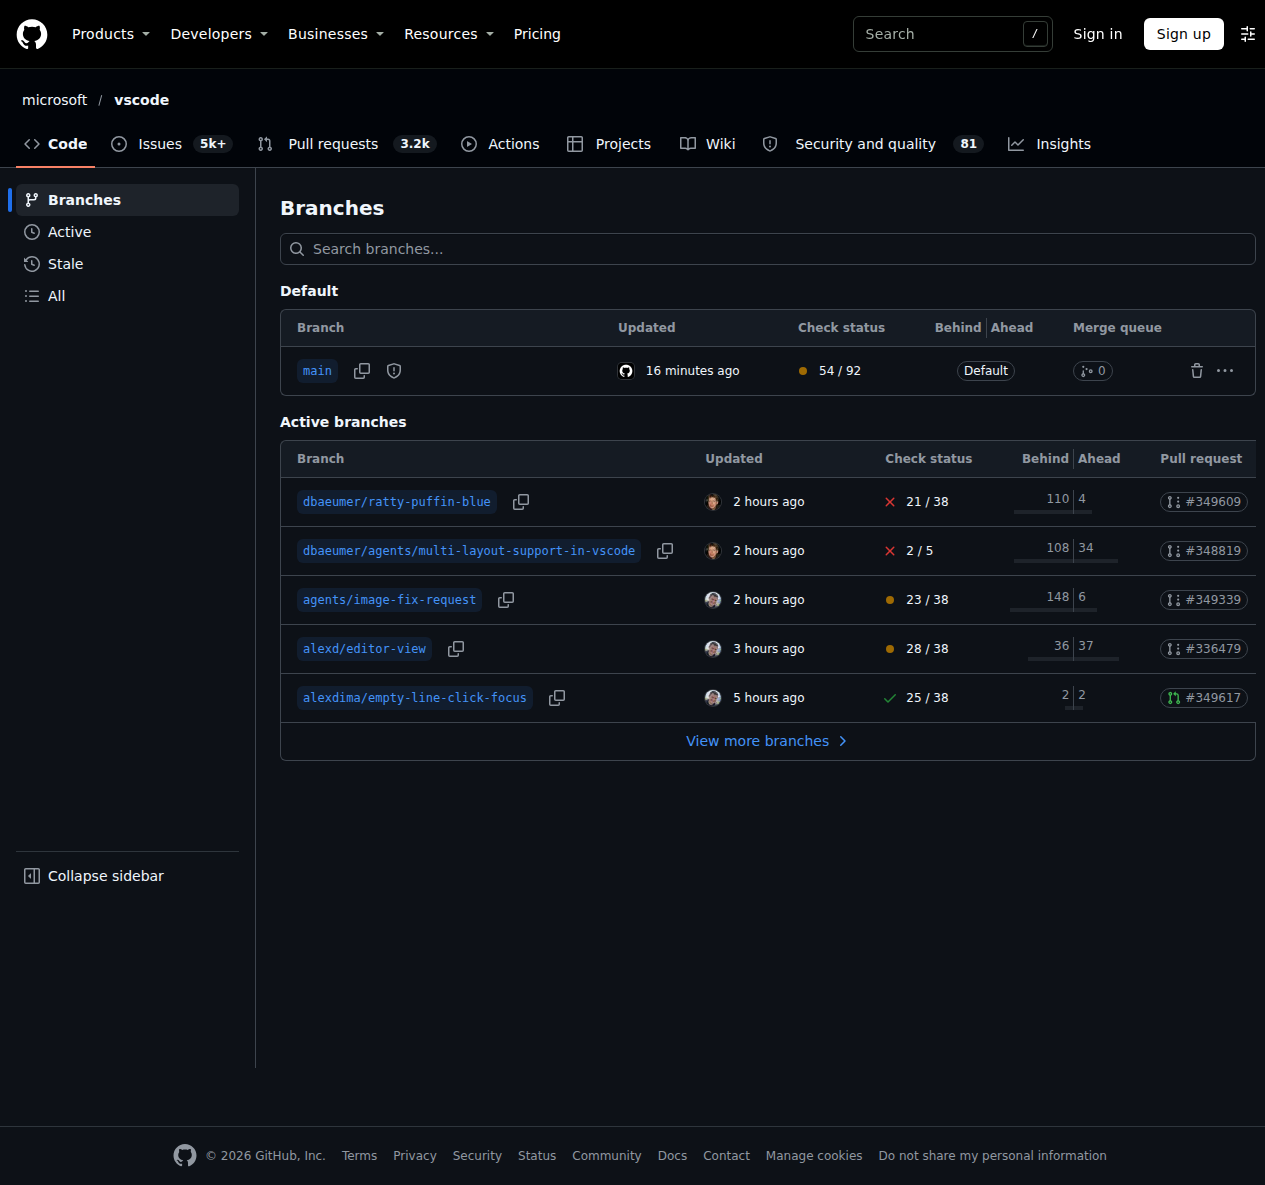 Products Developers Businesses Resources Pricing Search / Sign in Sign up
microsoft / vscode
Code Issues 5k+ Pull requests 3.2k Actions Projects Wiki Security and quality 81 Insights
Branches
Active
Stale
All
Collapse sidebar
Branches
Search branches...
Default
Branch Updated Check status Behind Ahead Merge queue
main 16 minutes ago 54 / 92 Default 0
Active branches
Branch Updated Check status Behind Ahead Pull request
dbaeumer/ratty-puffin-blue 2 hours ago 21 / 38 110 4 #349609
dbaeumer/agents/multi-layout-support-in-vscode 2 hours ago 2 / 5 108 34 #348819
agents/image-fix-request 2 hours ago 23 / 38 148 6 #349339
alexd/editor-view 3 hours ago 28 / 38 36 37 #336479
alexdima/empty-line-click-focus 5 hours ago 25 / 38 2 2 #349617
View more branches
© 2026 GitHub, Inc. Terms Privacy Security Status Community Docs Contact Manage cookies Do not share my personal information